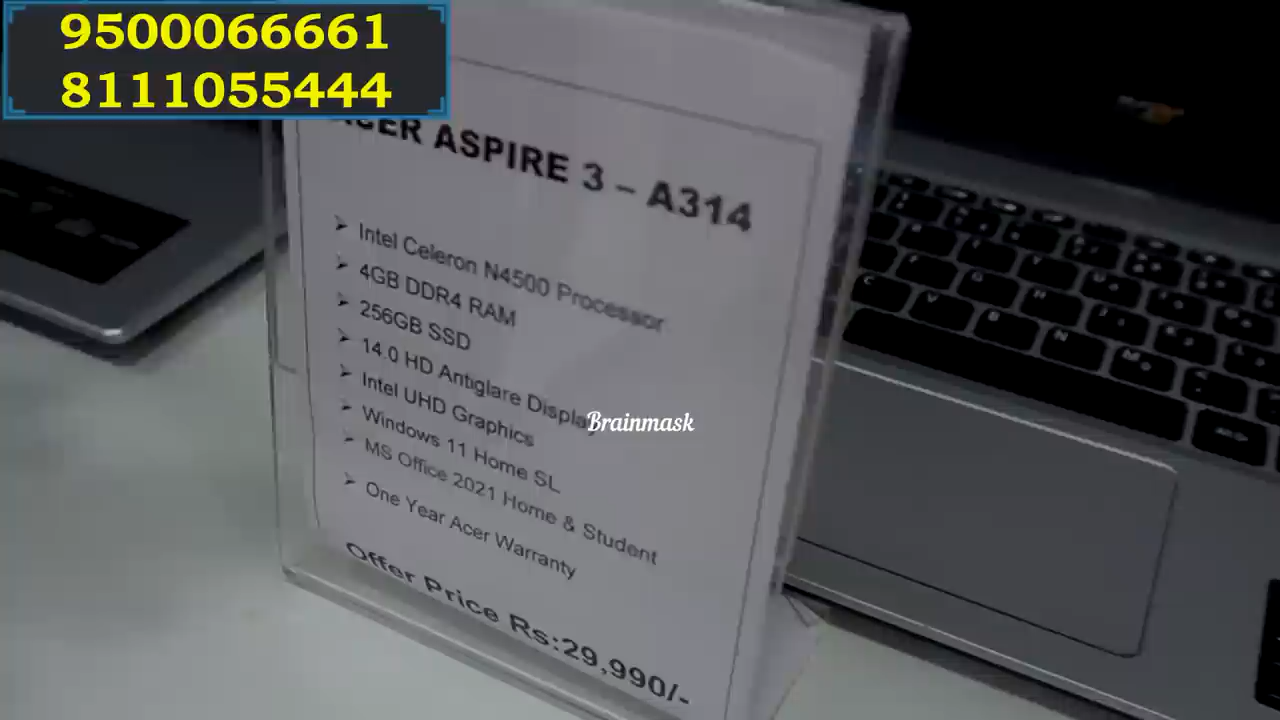 9500066661
8111055444
ACER ASPIRE 3 – A314
➢ Intel Celeron N4500 Processor
➢ 4GB DDR4 RAM
➢ 256GB SSD
➢ 14.0 HD Antiglare Display
➢ Intel UHD Graphics
➢ Windows 11 Home SL
➢ MS Office 2021 Home & Student
➢ One Year Acer Warranty
Offer Price Rs:29,990/-
Brainmask